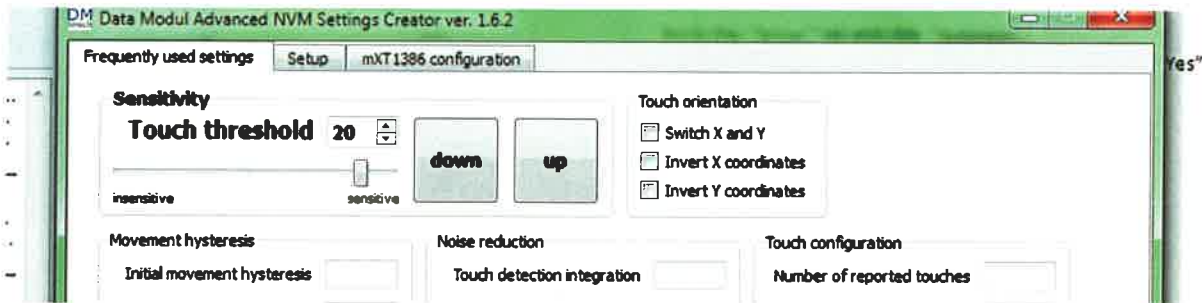 DM Data Modul Advanced NVM Settings Creator ver. 1.6.2
Frequently used settings Setup mXT1386 configuration
Yes"
Sensitivity
Touch threshold 20
down up
insensitive sensitive
Touch orientation
Switch X and Y
Invert X coordinates
Invert Y coordinates
Movement hysteresis
Initial movement hysteresis
Noise reduction
Touch detection integration
Touch configuration
Number of reported touches